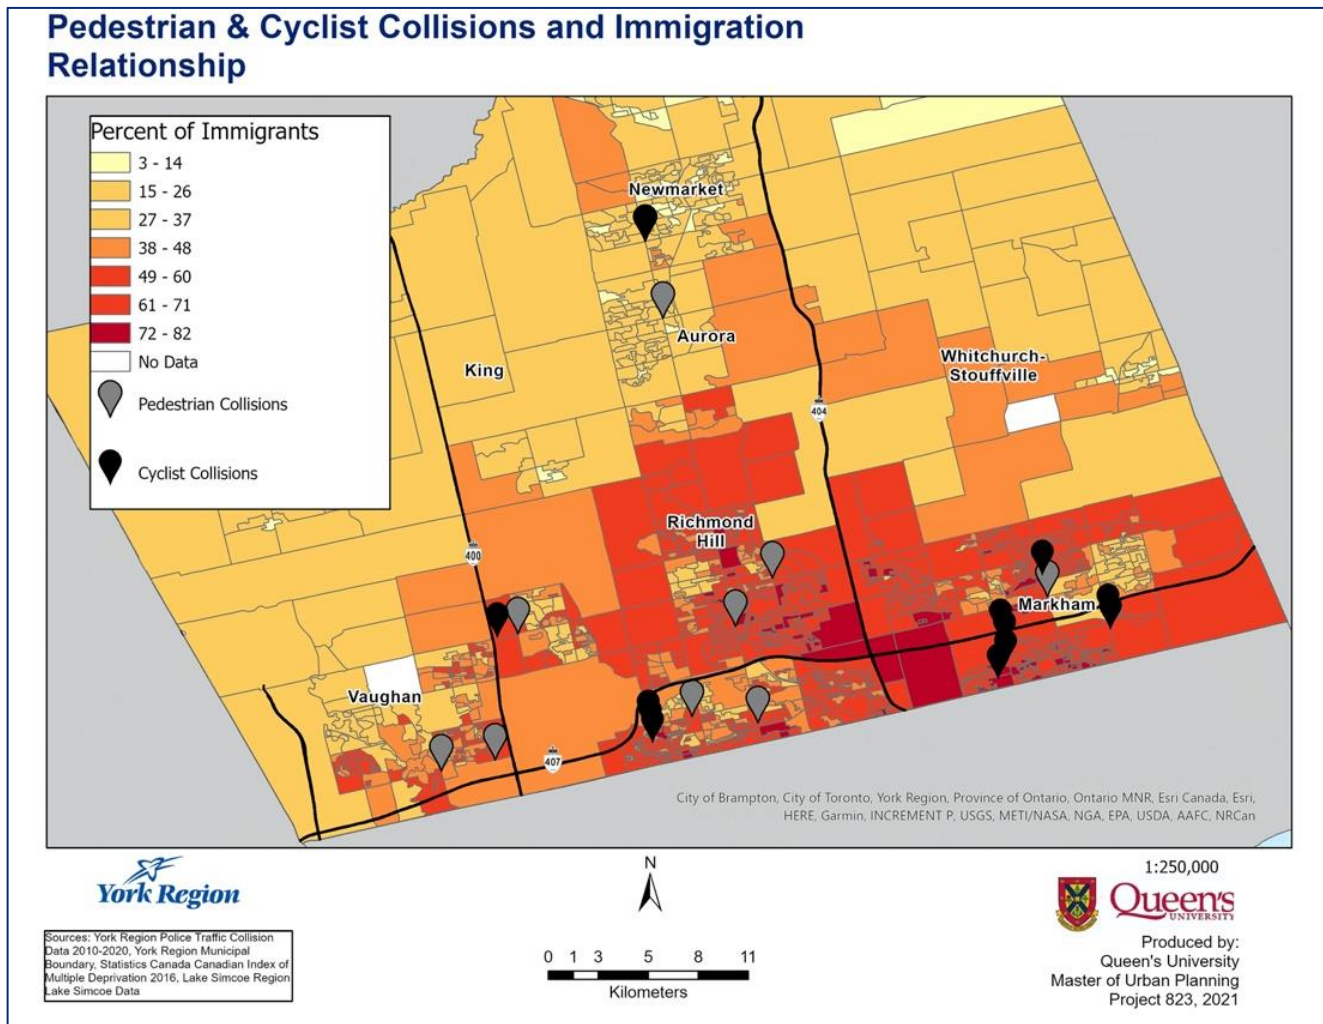 Pedestrian & Cyclist Collisions and Immigration
Relationship
Percent of Immigrants
3 - 14
15 - 26
27 - 37
38 - 48
49 - 60
61 - 71
72 - 82
No Data
Pedestrian Collisions
Cyclist Collisions
Newmarket
Aurora
King
Whitchurch-
Stouffville
404
Richmond
Hill
400
Markham
Vaughan
407
City of Brampton, City of Toronto, York Region, Province of Ontario, Ontario MNR, Esri Canada, Esri,
HERE, Garmin, INCREMENT P, USGS, METI/NASA, NGA, EPA, USDA, AAFC, NRCan
York Region
Sources: York Region Police Traffic Collision
Data 2010-2020, York Region Municipal
Boundary, Statistics Canada Canadian Index of
Multiple Deprivation 2016, Lake Simcoe Region
Lake Simcoe Data
N
0 1 3 5 8 11
Kilometers
1:250,000
Queen's
UNIVERSITY
Produced by:
Queen's University
Master of Urban Planning
Project 823, 2021